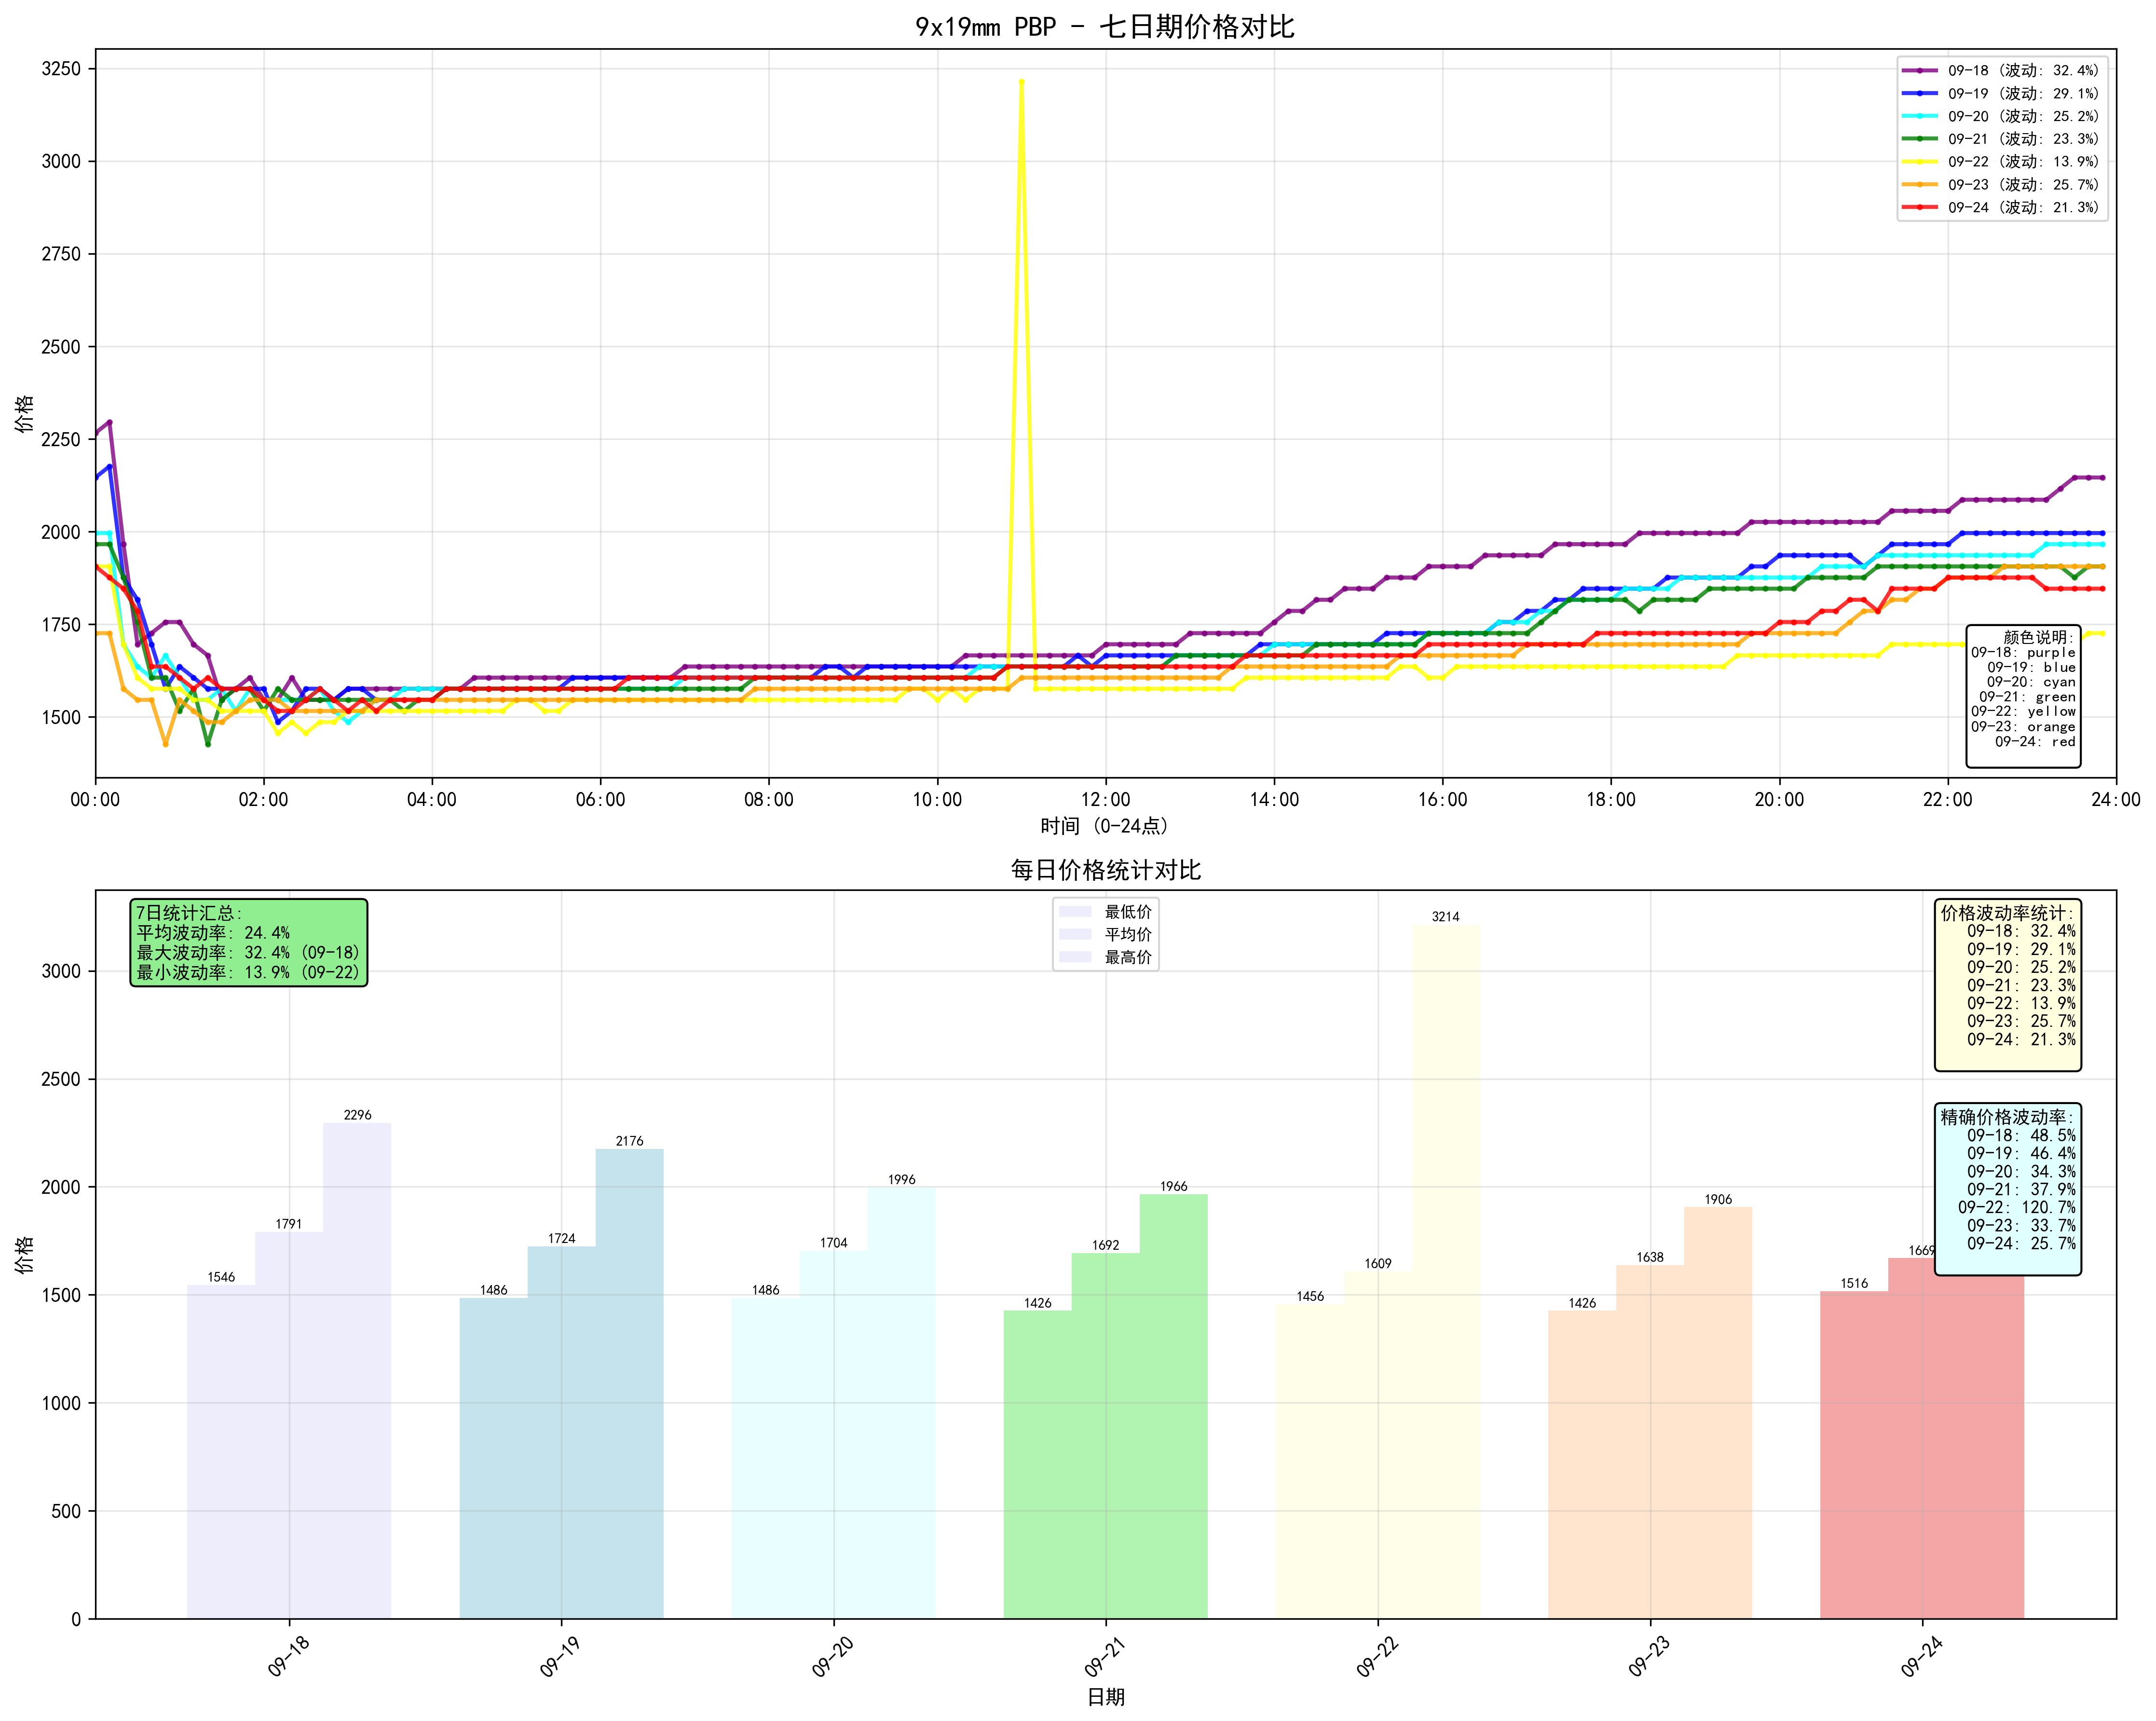 9x19mm PBP - 七日期价格对比
价格
3250
3000
2750
2500
2250
2000
1750
1500
09-18 (波动: 32.4%)
09-19 (波动: 29.1%)
09-20 (波动: 25.2%)
09-21 (波动: 23.3%)
09-22 (波动: 13.9%)
09-23 (波动: 25.7%)
09-24 (波动: 21.3%)
颜色说明:
09-18: purple
09-19: blue
09-20: cyan
09-21: green
09-22: yellow
09-23: orange
09-24: red
00:00 02:00 04:00 06:00 08:00 10:00 12:00 14:00 16:00 18:00 20:00 22:00 24:00
时间 (0-24点)
每日价格统计对比
价格
3000
2500
2000
1500
1000
500
0
7日统计汇总:
平均波动率: 24.4%
最大波动率: 32.4% (09-18)
最小波动率: 13.9% (09-22)
最低价
平均价
最高价
价格波动率统计:
09-18: 32.4%
09-19: 29.1%
09-20: 25.2%
09-21: 23.3%
09-22: 13.9%
09-23: 25.7%
09-24: 21.3%
精确价格波动率:
09-18: 48.5%
09-19: 46.4%
09-20: 34.3%
09-21: 37.9%
09-22: 120.7%
09-23: 33.7%
09-24: 25.7%
1546 1791 2296
1486 1724 2176
1486 1704 1996
1426 1692 1966
1456 1609 3214
1426 1638 1906
1516 1669
09-18 09-19 09-20 09-21 09-22 09-23 09-24
日期